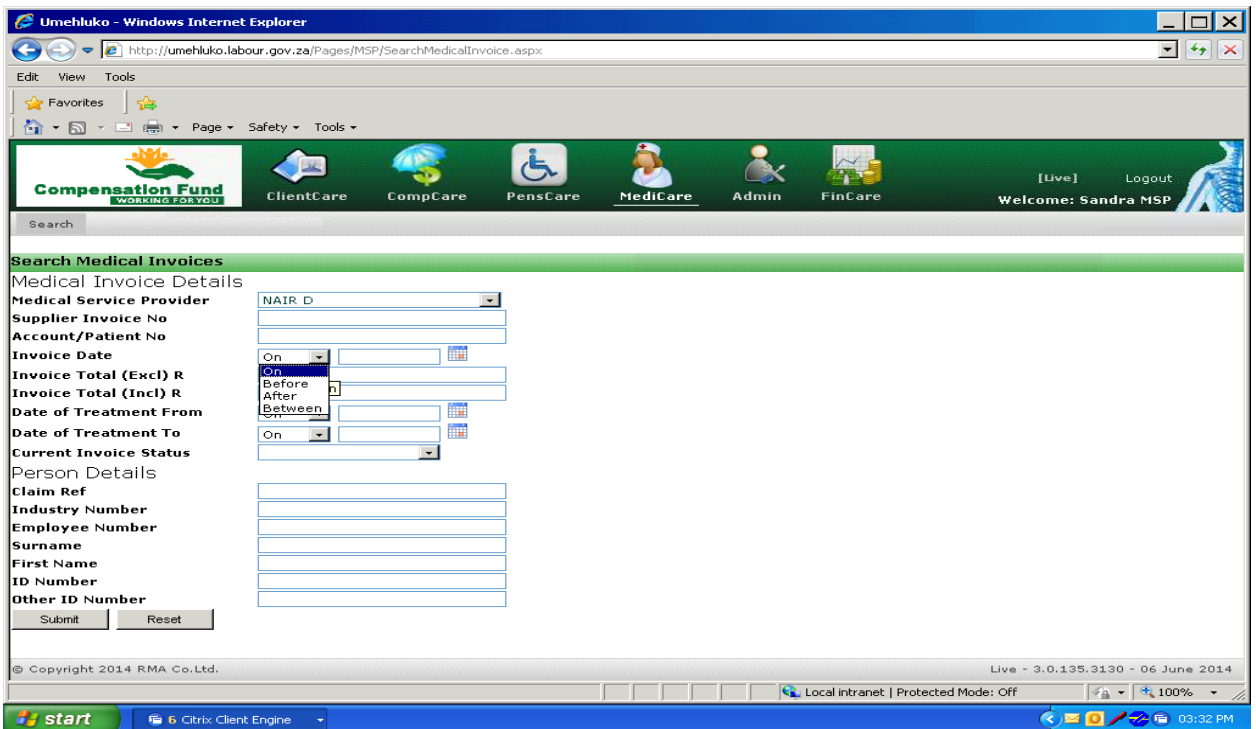 Umehluko - Windows Internet Explorer
http://umehluko.labour.gov.za/Pages/MSP/SearchMedicalInvoice.aspx
Edit View Tools
Favorites
Page Safety Tools
Compensation Fund
WORKING FOR YOU
ClientCare CompCare PensCare MediCare Admin FinCare
[Live] Logout
Welcome: Sandra MSP
Search
Search Medical Invoices
Medical Invoice Details
Medical Service Provider NAIR D
Supplier Invoice No
Account/Patient No
Invoice Date On
On
Before
After
Between
Invoice Total (Excl) R
Invoice Total (Incl) R
Date of Treatment From
Date of Treatment To On
Current Invoice Status
Person Details
Claim Ref
Industry Number
Employee Number
Surname
First Name
ID Number
Other ID Number
Submit Reset
© Copyright 2014 RMA Co.Ltd. Live - 3.0.135.3130 - 06 June 2014
Local intranet | Protected Mode: Off 100%
start 6 Citrix Client Engine 03:32 PM